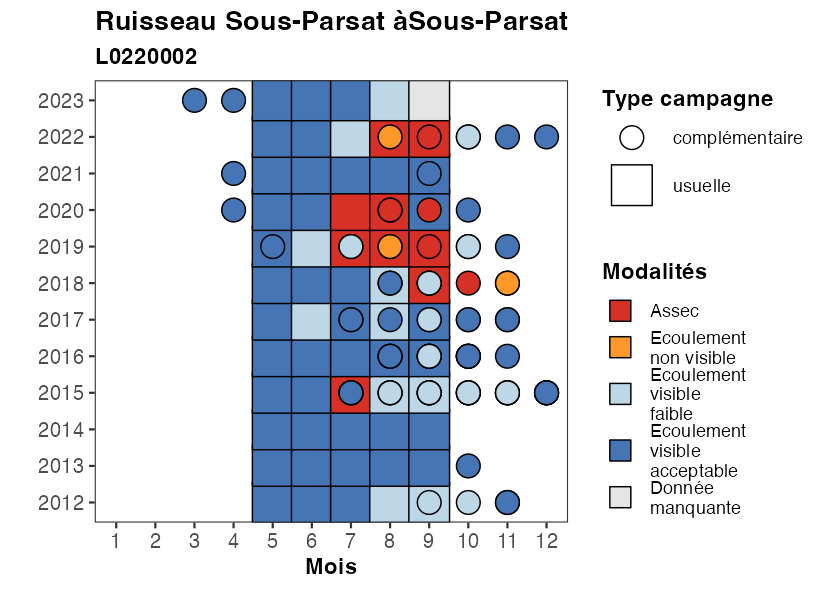 Ruisseau Sous-Parsat àSous-Parsat
L0220002
2023
2022
2021
2020
2019
2018
2017
2016
2015
2014
2013
2012
1 2 3 4 5 6 7 8 9 10 11 12
Mois
Type campagne
complémentaire
usuelle
Modalités
Assec
Ecoulement
non visible
Ecoulement
visible
faible
Ecoulement
visible
acceptable
Donnée
manquante